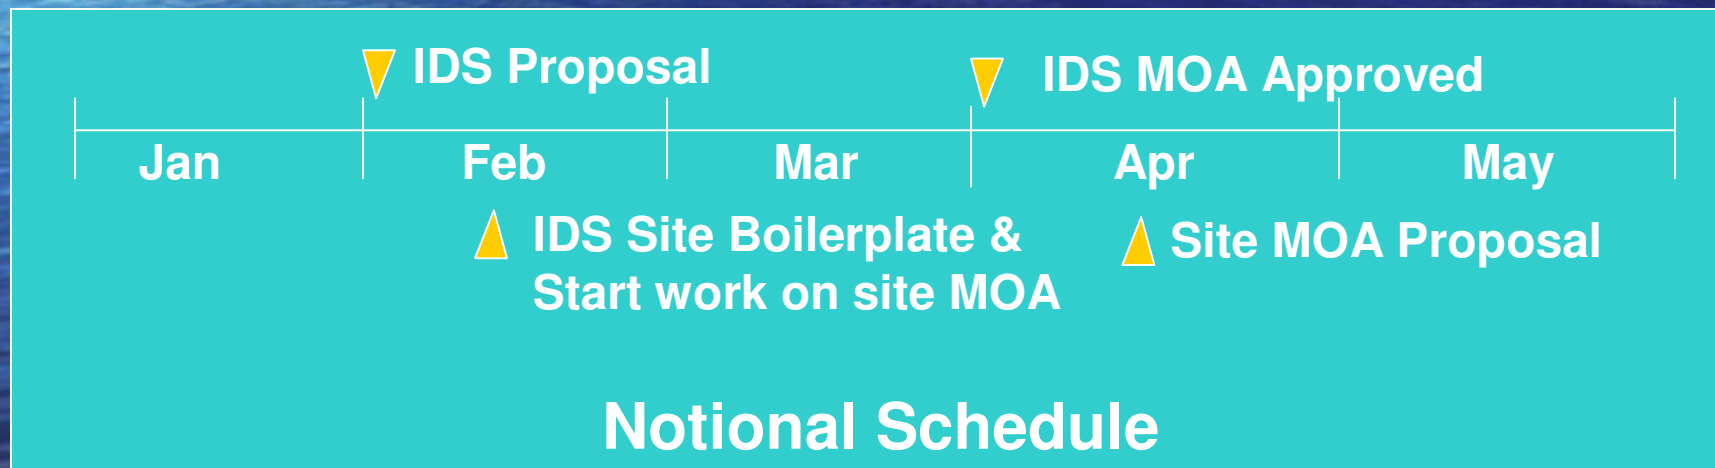 IDS Proposal
IDS MOA Approved
Jan
Feb
Mar
Apr
May
IDS Site Boilerplate &
Start work on site MOA
Site MOA Proposal
Notional Schedule